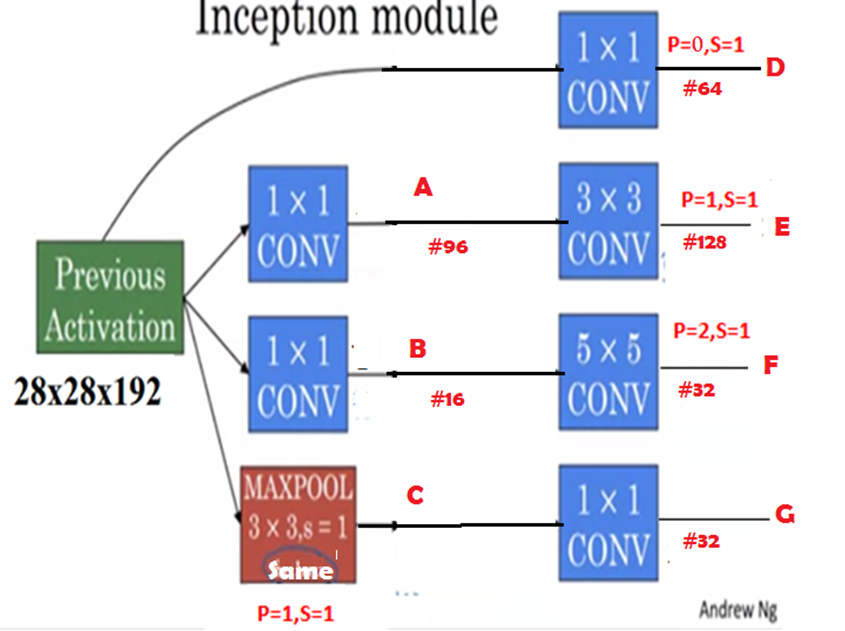 Inception module
1 × 1
CONV
P=0,S=1
#64
D
1 × 1
CONV
A
#96
3 × 3
CONV
P=1,S=1
#128
E
Previous
Activation
28x28x192
1 × 1
CONV
B
#16
5 × 5
CONV
P=2,S=1
#32
F
MAXPOOL
3 × 3,s = 1
Same
P=1,S=1
C
1 × 1
CONV
#32
G
Andrew Ng